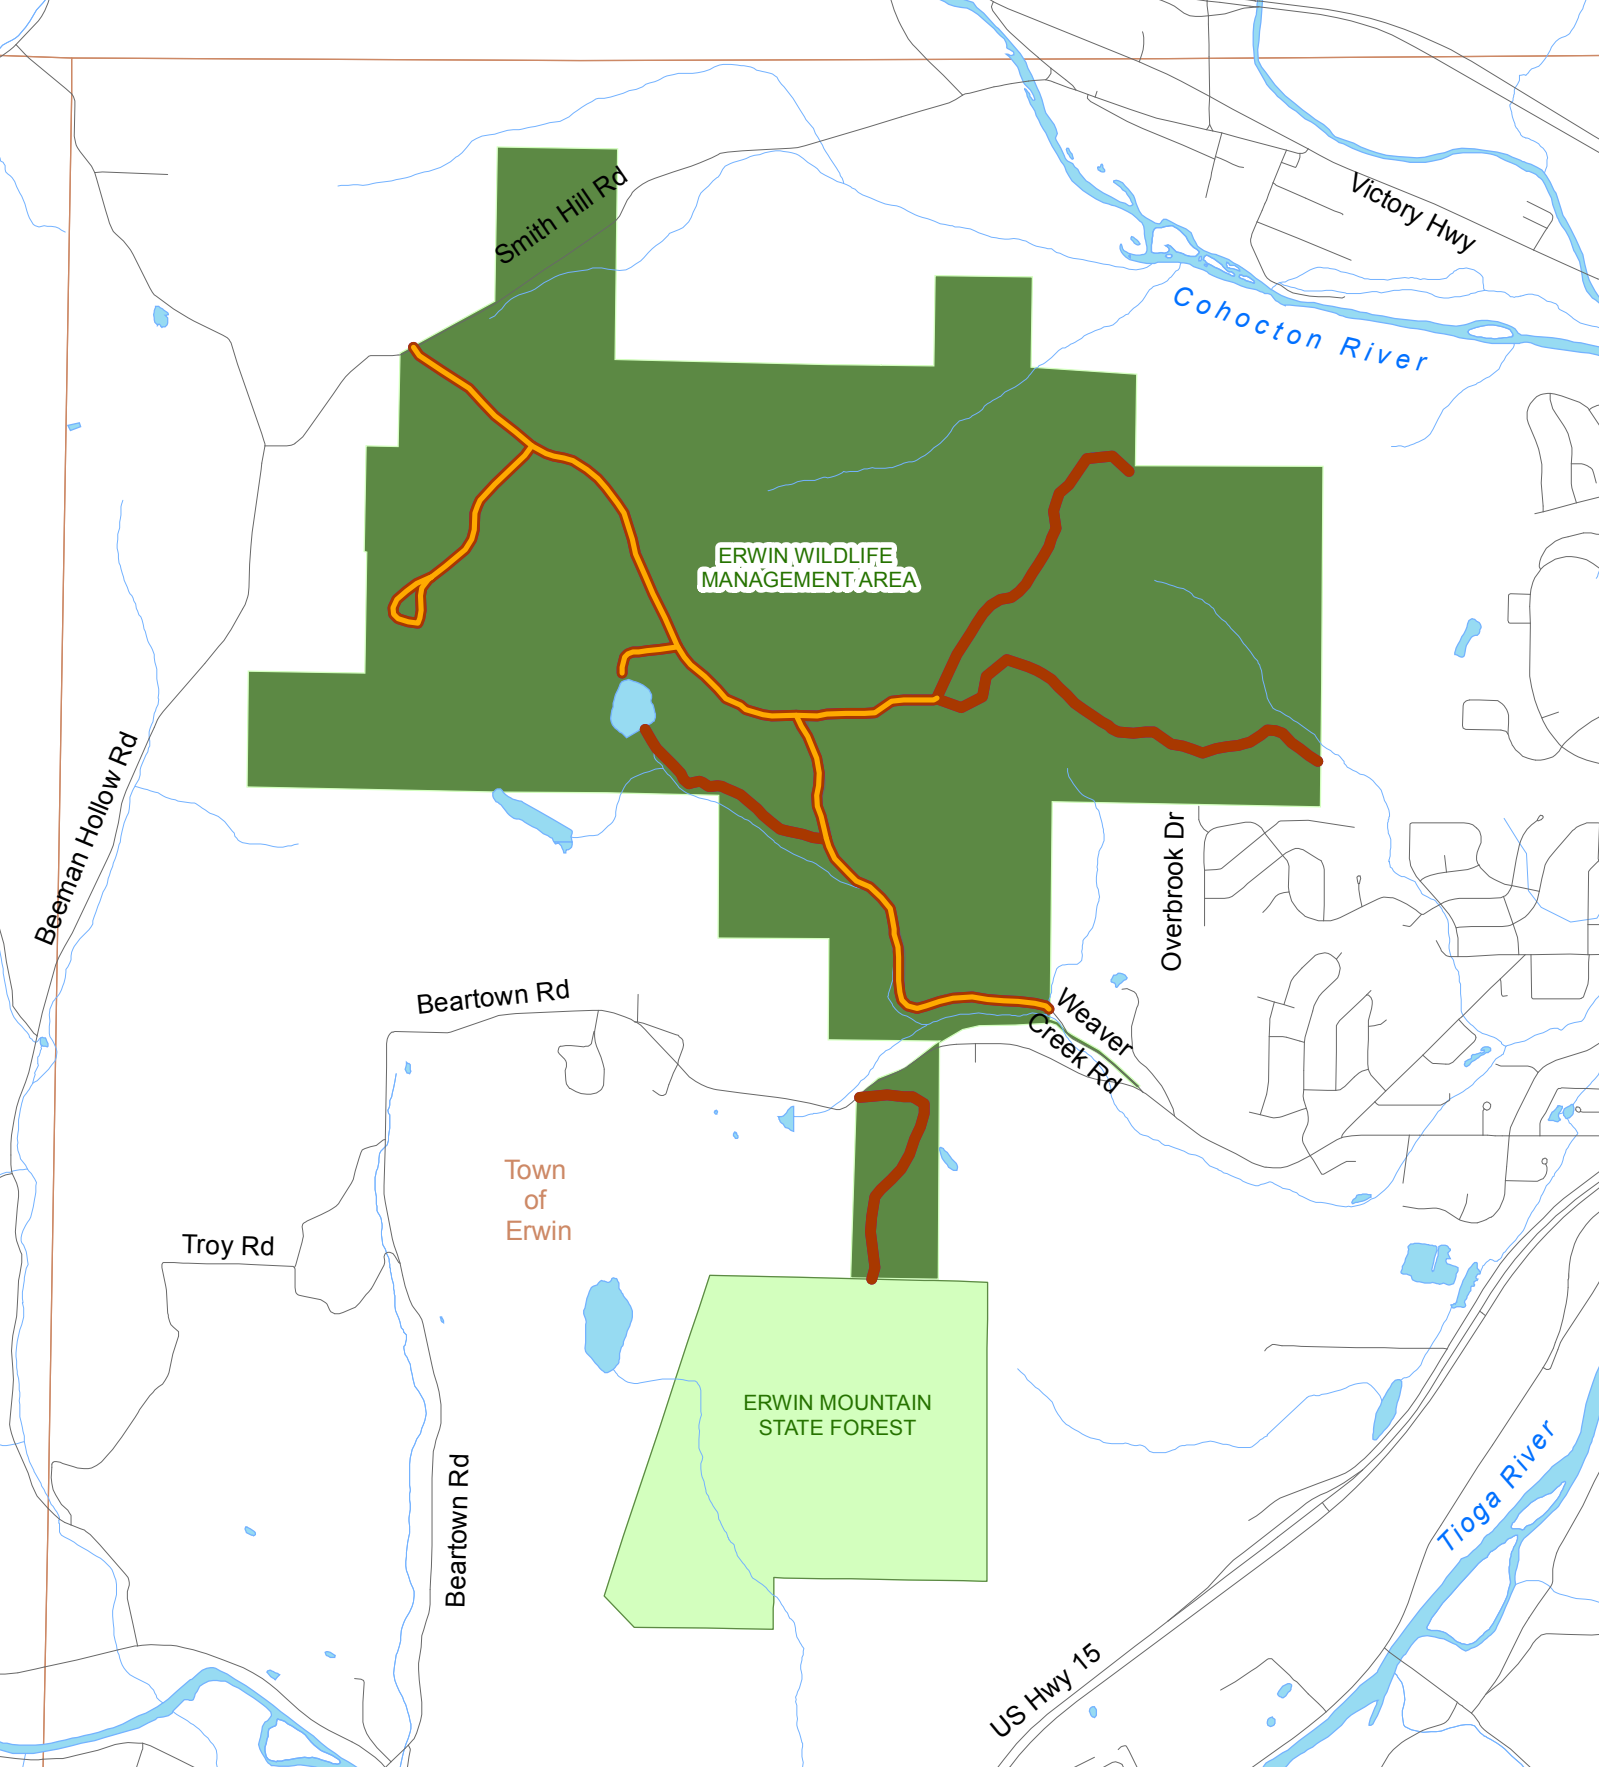 Smith Hill Rd
Victory Hwy
Cohocton River
ERWIN WILDLIFE
MANAGEMENT AREA
Beeman Hollow Rd
Overbrook Dr
Beartown Rd
Weaver
Creek Rd
Town
of
Erwin
Troy Rd
ERWIN MOUNTAIN
STATE FOREST
Tioga River
Beartown Rd
US Hwy 15